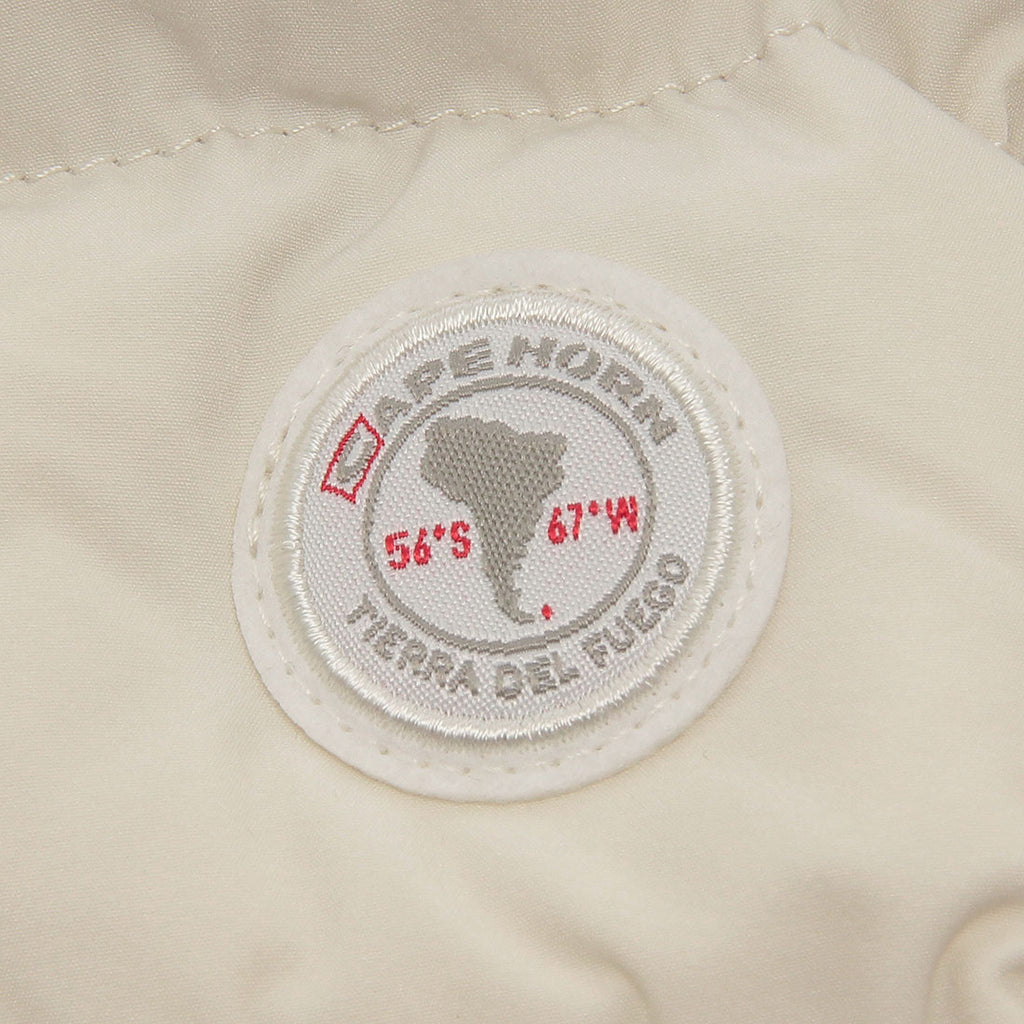 CAPE HORN
56°S
67°W
TIERRA DEL FUEGO